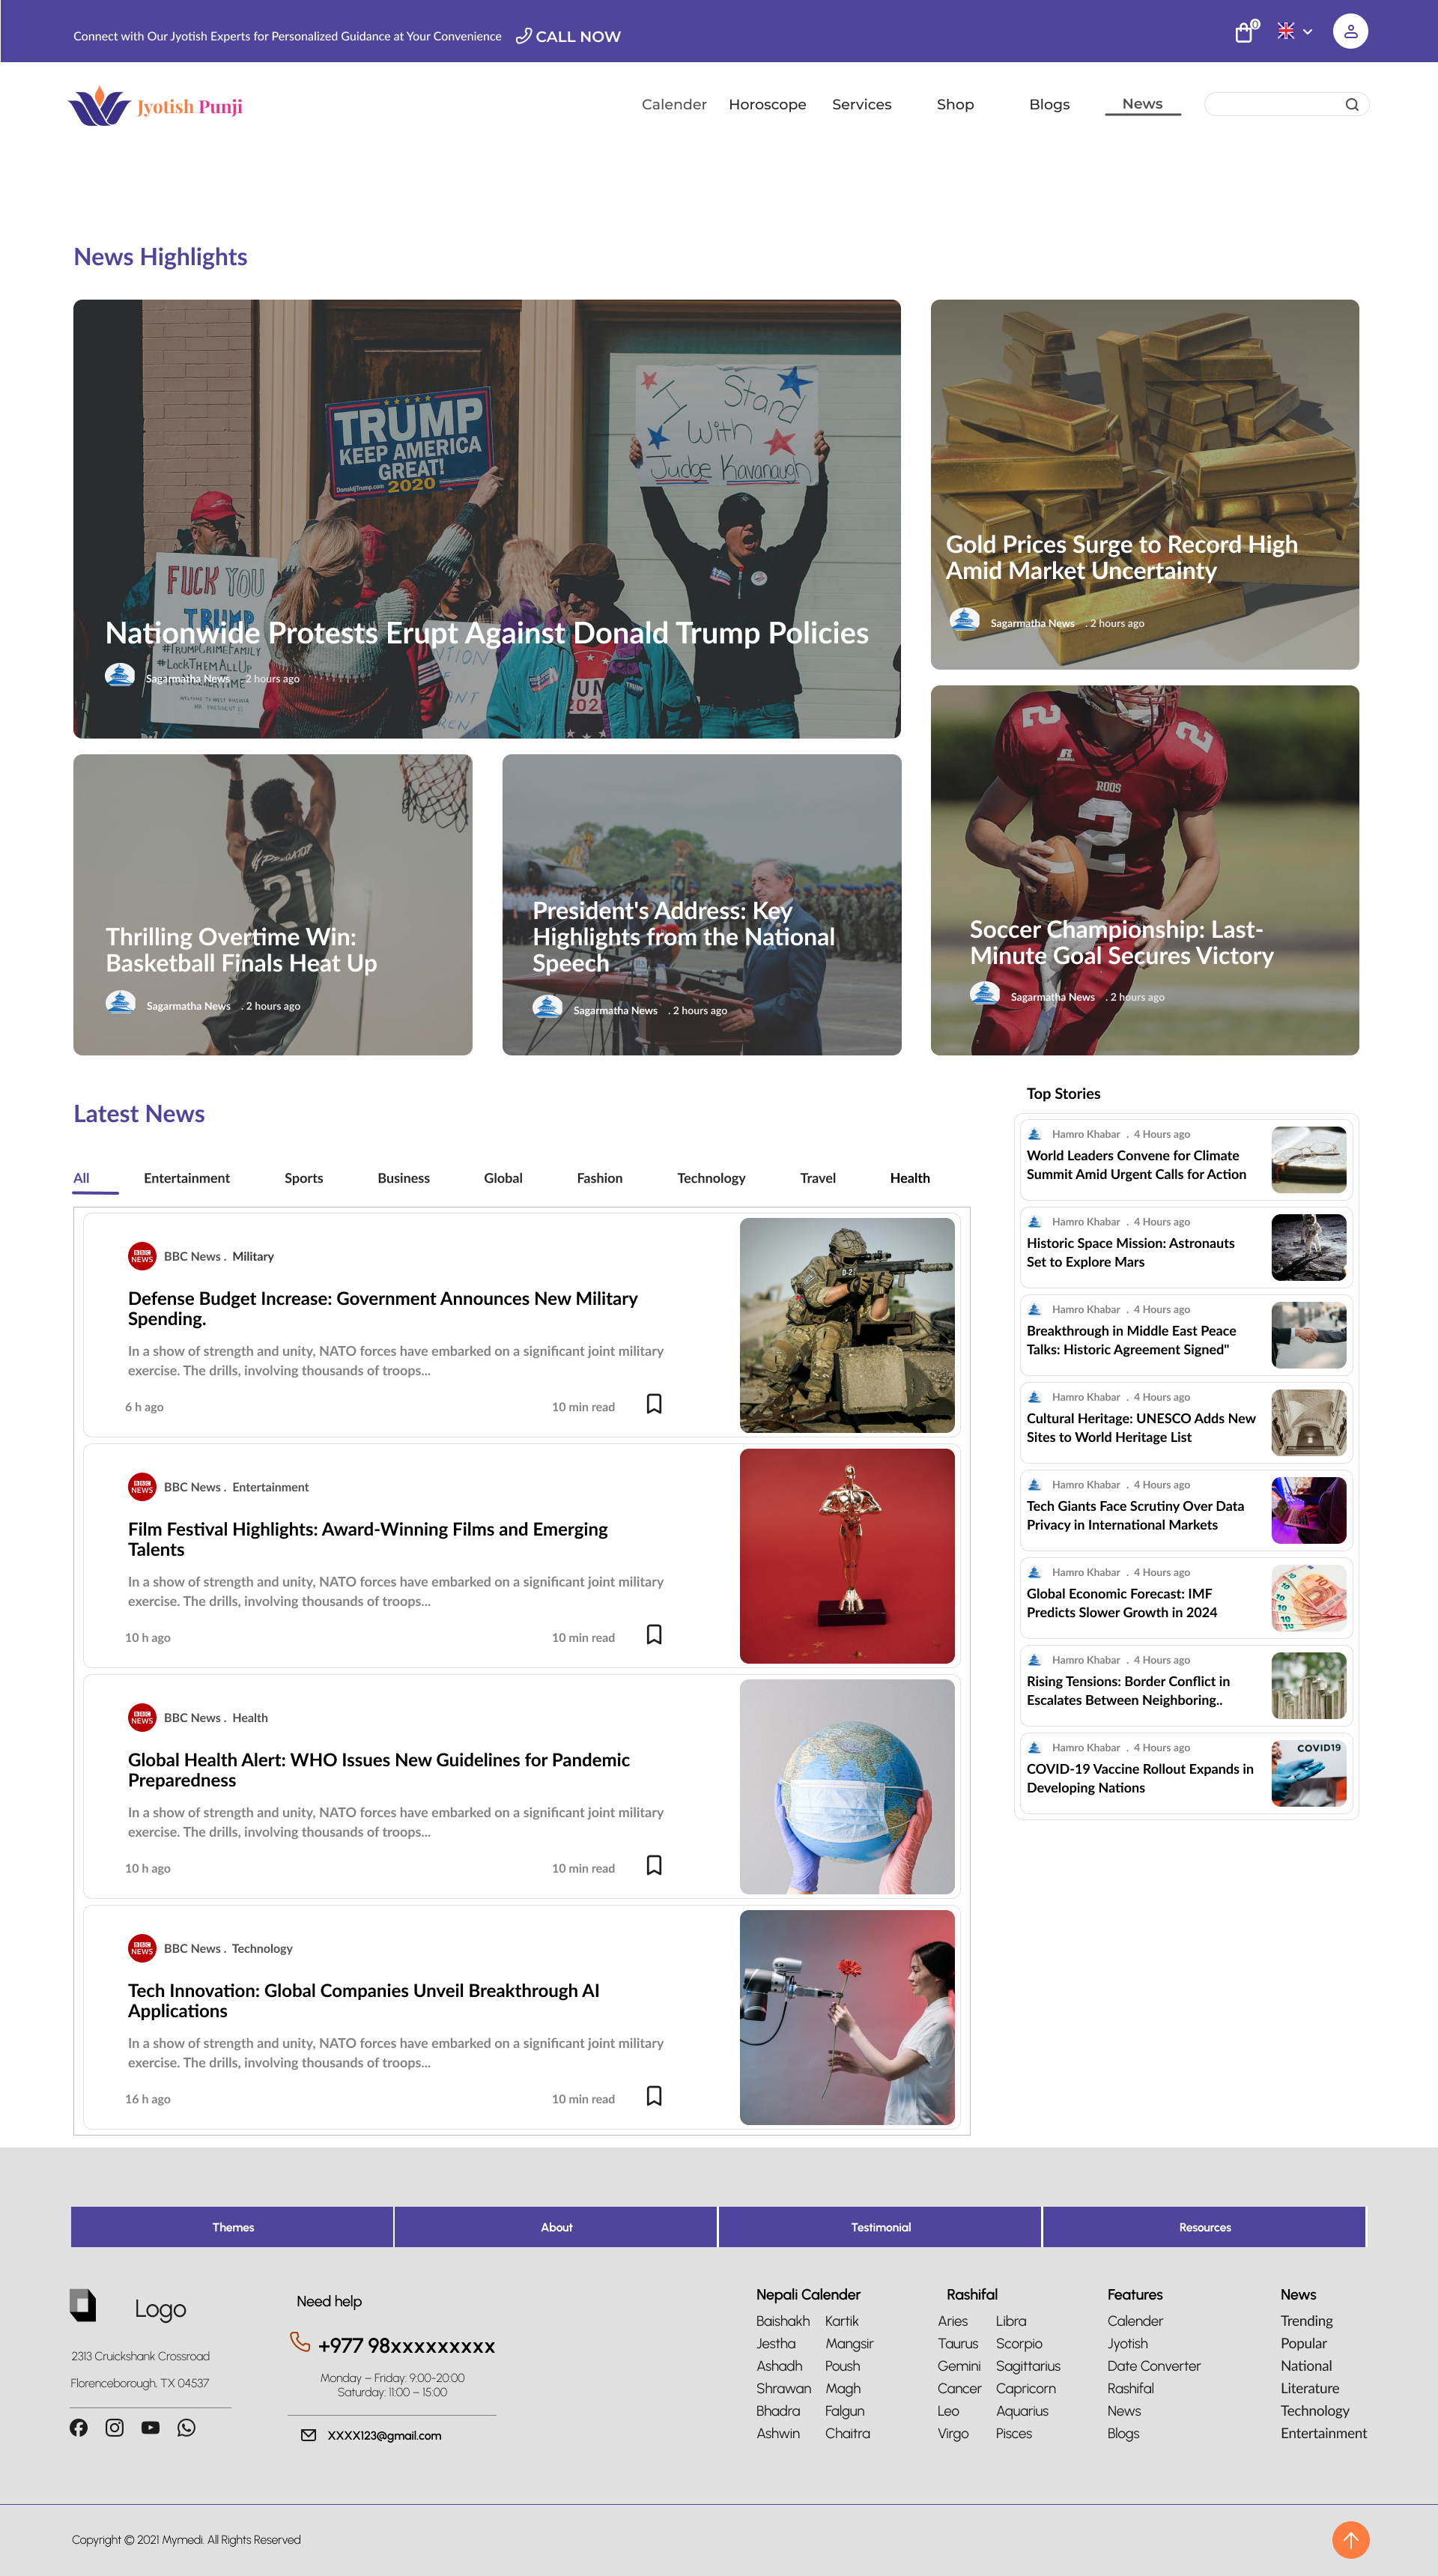 Connect with Our Jyotish Experts for Personalized Guidance at Your Convenience
CALL NOW
0
Jyotish Punji
Calender
Horoscope
Services
Shop
Blogs
News
News Highlights
TRUMP
KEEP AMERICA
GREAT!
DonaldJTrump.com 2020
I Stand
With
Judge Kavanaugh
FUCK YOU
TRUMP
#TRUMPCRIMEFAMILY
#LOCKTHEMALLUP
Nationwide Protests Erupt Against Donald Trump Policies
Sagarmatha News . 2 hours ago
Gold Prices Surge to Record High
Amid Market Uncertainty
Sagarmatha News . 2 hours ago
21
Thrilling Overtime Win:
Basketball Finals Heat Up
Sagarmatha News . 2 hours ago
President's Address: Key
Highlights from the National
Speech
Sagarmatha News . 2 hours ago
2
2
R
ROOS
2
Soccer Championship: Last-
Minute Goal Secures Victory
Sagarmatha News . 2 hours ago
Latest News
All
Entertainment
Sports
Business
Global
Fashion
Technology
Travel
Health
BBC
NEWS
BBC News . Military
Defense Budget Increase: Government Announces New Military
Spending.
In a show of strength and unity, NATO forces have embarked on a significant joint military
exercise. The drills, involving thousands of troops...
6 h ago
10 min read
BBC
NEWS
BBC News . Entertainment
Film Festival Highlights: Award-Winning Films and Emerging
Talents
In a show of strength and unity, NATO forces have embarked on a significant joint military
exercise. The drills, involving thousands of troops...
10 h ago
10 min read
BBC
NEWS
BBC News . Health
Global Health Alert: WHO Issues New Guidelines for Pandemic
Preparedness
In a show of strength and unity, NATO forces have embarked on a significant joint military
exercise. The drills, involving thousands of troops...
10 h ago
10 min read
BBC
NEWS
BBC News . Technology
Tech Innovation: Global Companies Unveil Breakthrough AI
Applications
In a show of strength and unity, NATO forces have embarked on a significant joint military
exercise. The drills, involving thousands of troops...
16 h ago
10 min read
Top Stories
Hamro Khabar . 4 Hours ago
World Leaders Convene for Climate
Summit Amid Urgent Calls for Action
Hamro Khabar . 4 Hours ago
Historic Space Mission: Astronauts
Set to Explore Mars
Hamro Khabar . 4 Hours ago
Breakthrough in Middle East Peace
Talks: Historic Agreement Signed"
Hamro Khabar . 4 Hours ago
Cultural Heritage: UNESCO Adds New
Sites to World Heritage List
Hamro Khabar . 4 Hours ago
Tech Giants Face Scrutiny Over Data
Privacy in International Markets
Hamro Khabar . 4 Hours ago
Global Economic Forecast: IMF
Predicts Slower Growth in 2024
Hamro Khabar . 4 Hours ago
Rising Tensions: Border Conflict in
Escalates Between Neighboring..
Hamro Khabar . 4 Hours ago
COVID-19 Vaccine Rollout Expands in
Developing Nations
COVID19
Themes
About
Testimonial
Resources
Logo
2313 Cruickshank Crossroad
Florenceborough, TX 04537
Need help
+977 98xxxxxxxxx
Monday – Friday: 9:00-20:00
Saturday: 11:00 – 15:00
XXXX123@gmail.com
Nepali Calender
Baishakh Kartik
Jestha Mangsir
Ashadh Poush
Shrawan Magh
Bhadra Falgun
Ashwin Chaitra
Rashifal
Aries Libra
Taurus Scorpio
Gemini Sagittarius
Cancer Capricorn
Leo Aquarius
Virgo Pisces
Features
Calender
Jyotish
Date Converter
Rashifal
News
Blogs
News
Trending
Popular
National
Literature
Technology
Entertainment
Copyright © 2021 Mymedi. All Rights Reserved